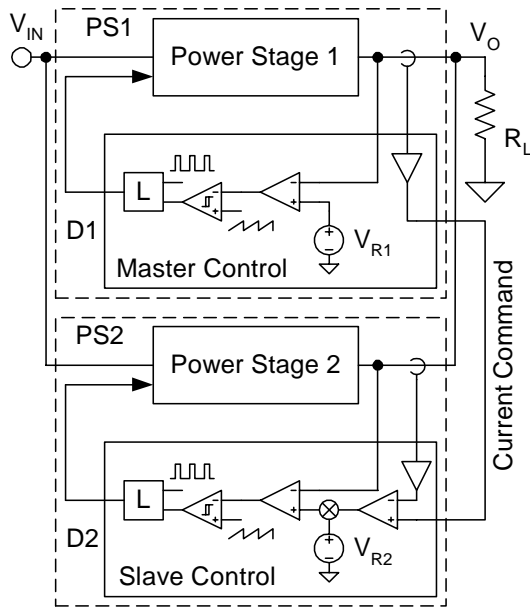 V_IN
PS1
V_O
Power Stage 1
R_L
L
D1
V_R1
Master Control
PS2
Power Stage 2
Current Command
L
D2
V_R2
Slave Control